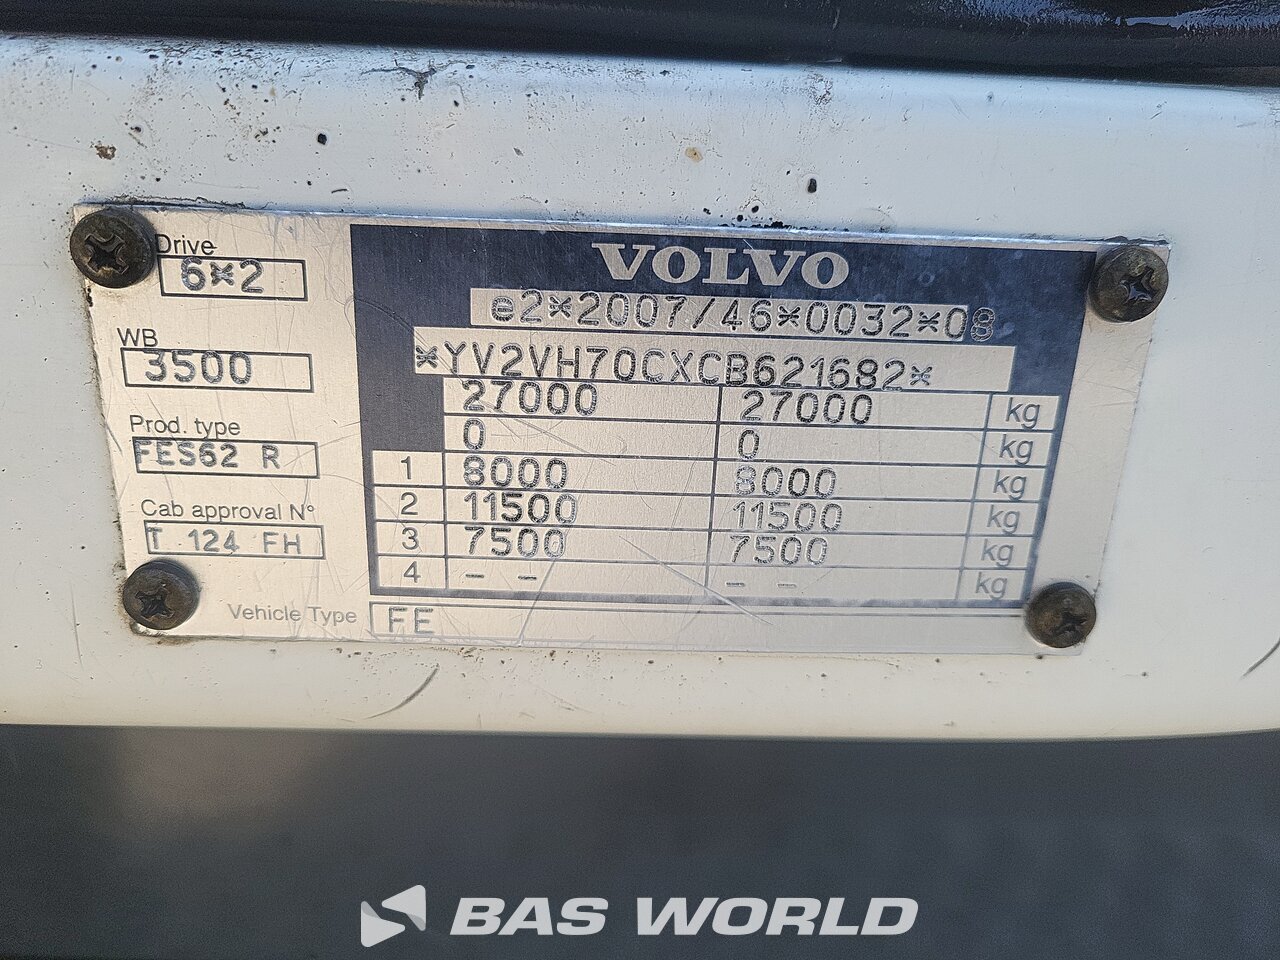 Drive
6*2
VOLVO
e2*2007/46*0032*08
WB
3500
*YV2VH70CXCB621682*
27000 27000 kg
0 0 kg
Prod. type
FES62 R
1 8000 8000 kg
2 11500 11500 kg
Cab approval N°
T 124 FH
3 7500 7500 kg
4 - - - - kg
Vehicle Type FE
BAS WORLD